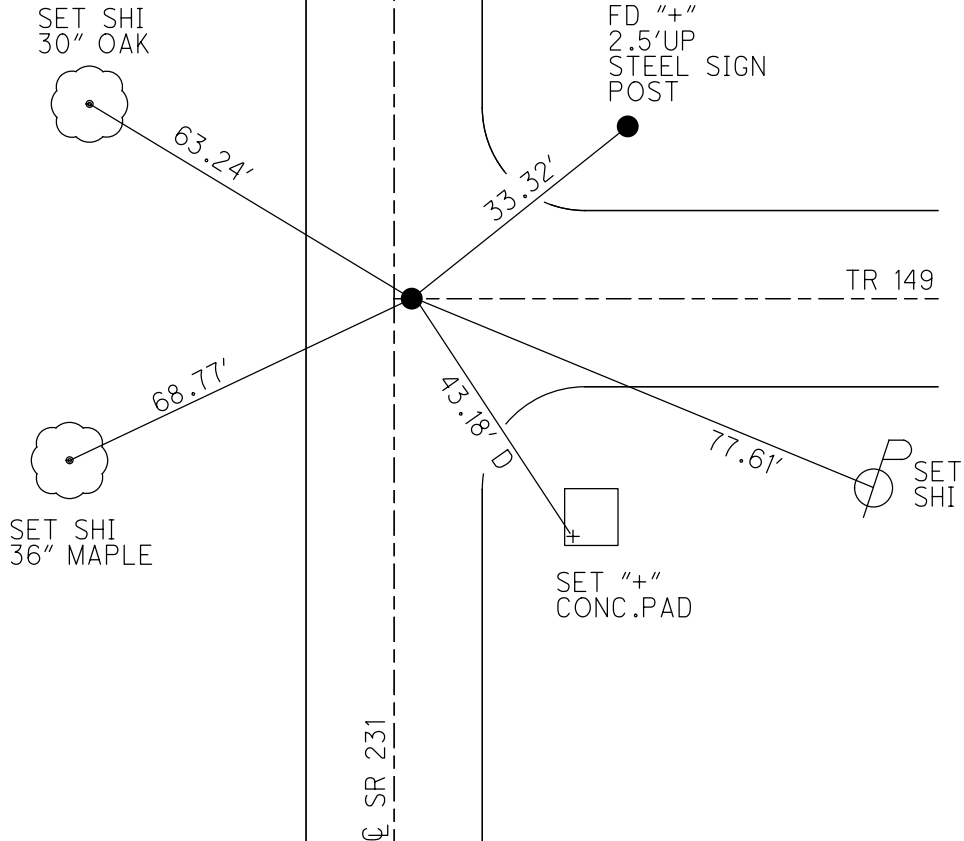 SET SHI
30" OAK
FD "+"
2.5'UP
STEEL SIGN
POST
63.24'
33.32'
TR 149
68.77'
43.18' D
77.61'
SET
SHI
SET SHI
36" MAPLE
SET "+"
CONC.PAD
℄ SR 231